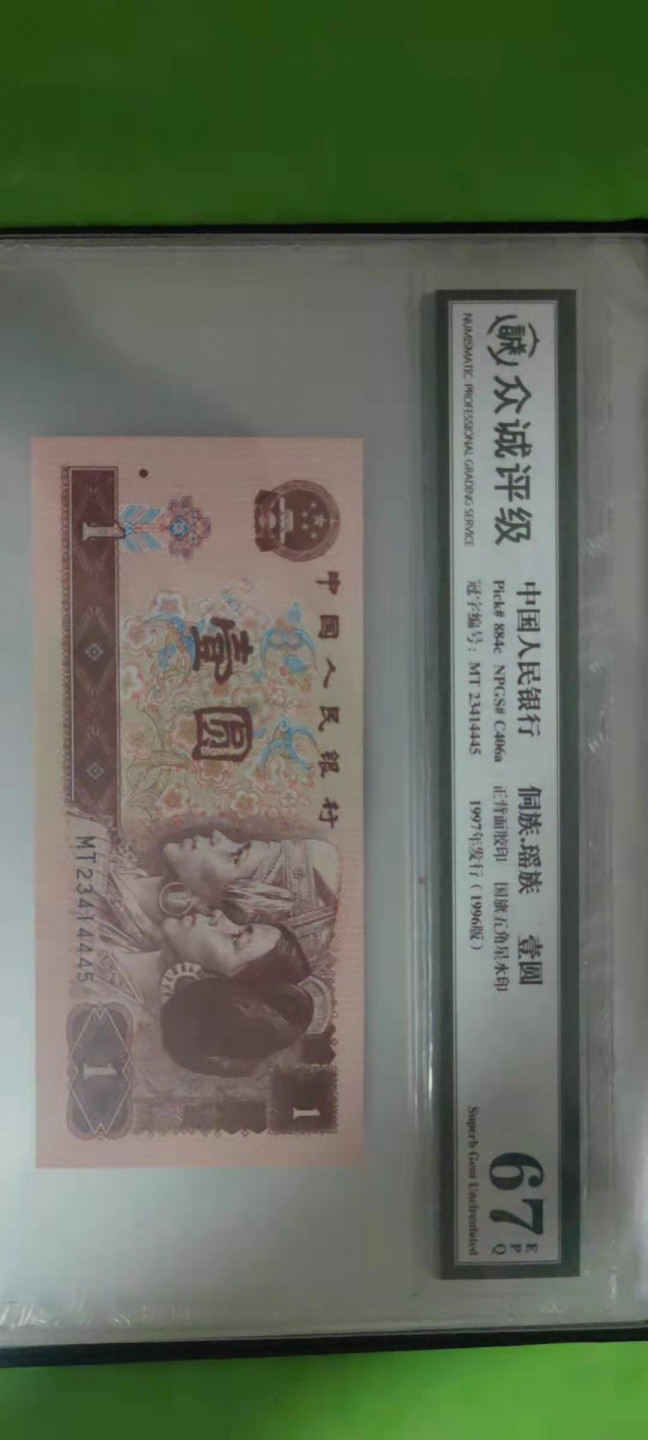 誠 众诚评级
NUMISMATIC PROFESSIONAL GRADING SERVICE
中国人民银行 侗族.瑶族 壹圆
Pick# 884c NPGS# C406a 正背面胶印 国旗五角星水印
冠字编号: MT 23414445 1997年发行(1996版)
67
E
P
Q
Superb Gem Uncirculated
中國人民银行
壹圆
1
MT23414445
1
1